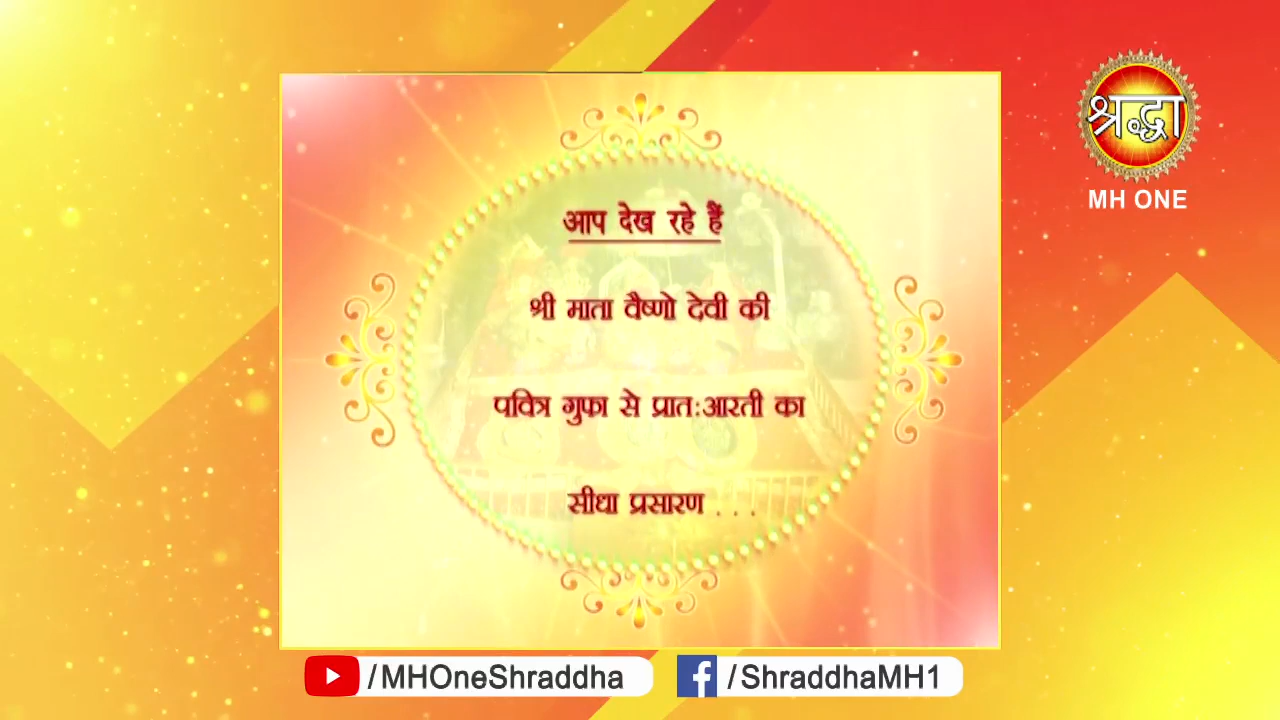 श्रद्धा
MH ONE
आप देख रहे हैं
श्री माता वैष्णो देवी की
पवित्र गुफा से प्रातःआरती का
सीधा प्रसारण . . .
/MHOneShraddha
/ShraddhaMH1